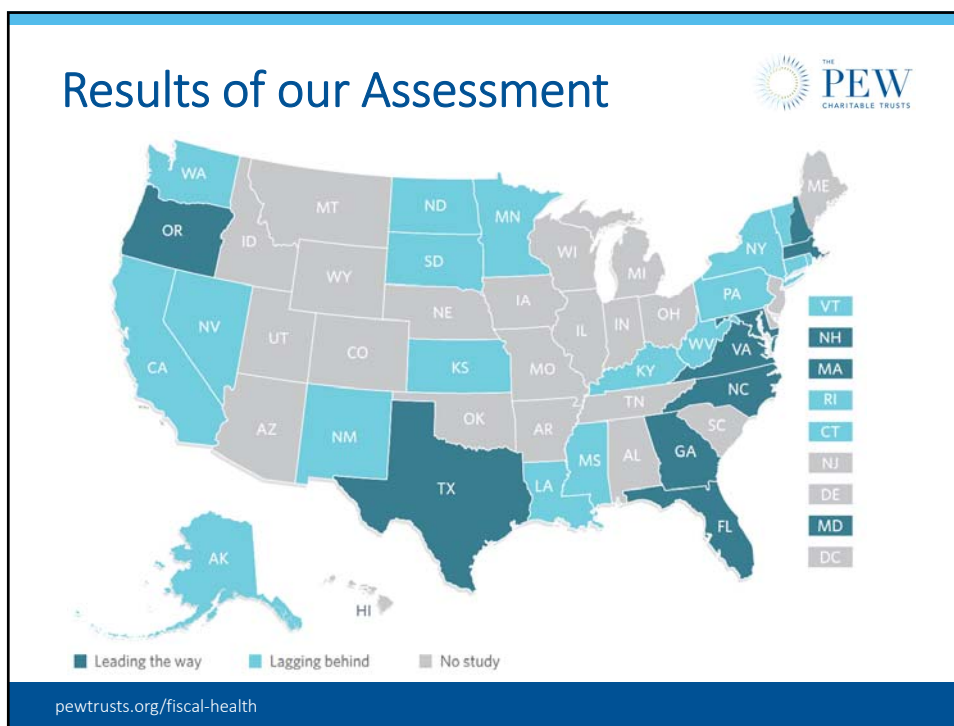 Results of our Assessment
THE
PEW
CHARITABLE TRUSTS
WA
OR
ID
MT
WY
NV
CA
UT
CO
AZ
NM
ND
SD
NE
KS
OK
TX
MN
IA
MO
AR
LA
WI
IL
MI
IN
OH
KY
TN
MS
AL
GA
FL
SC
NC
VA
WV
PA
NY
ME
AK
HI
VT
NH
MA
RI
CT
NJ
DE
MD
DC
Leading the way Lagging behind No study
pewtrusts.org/fiscal-health